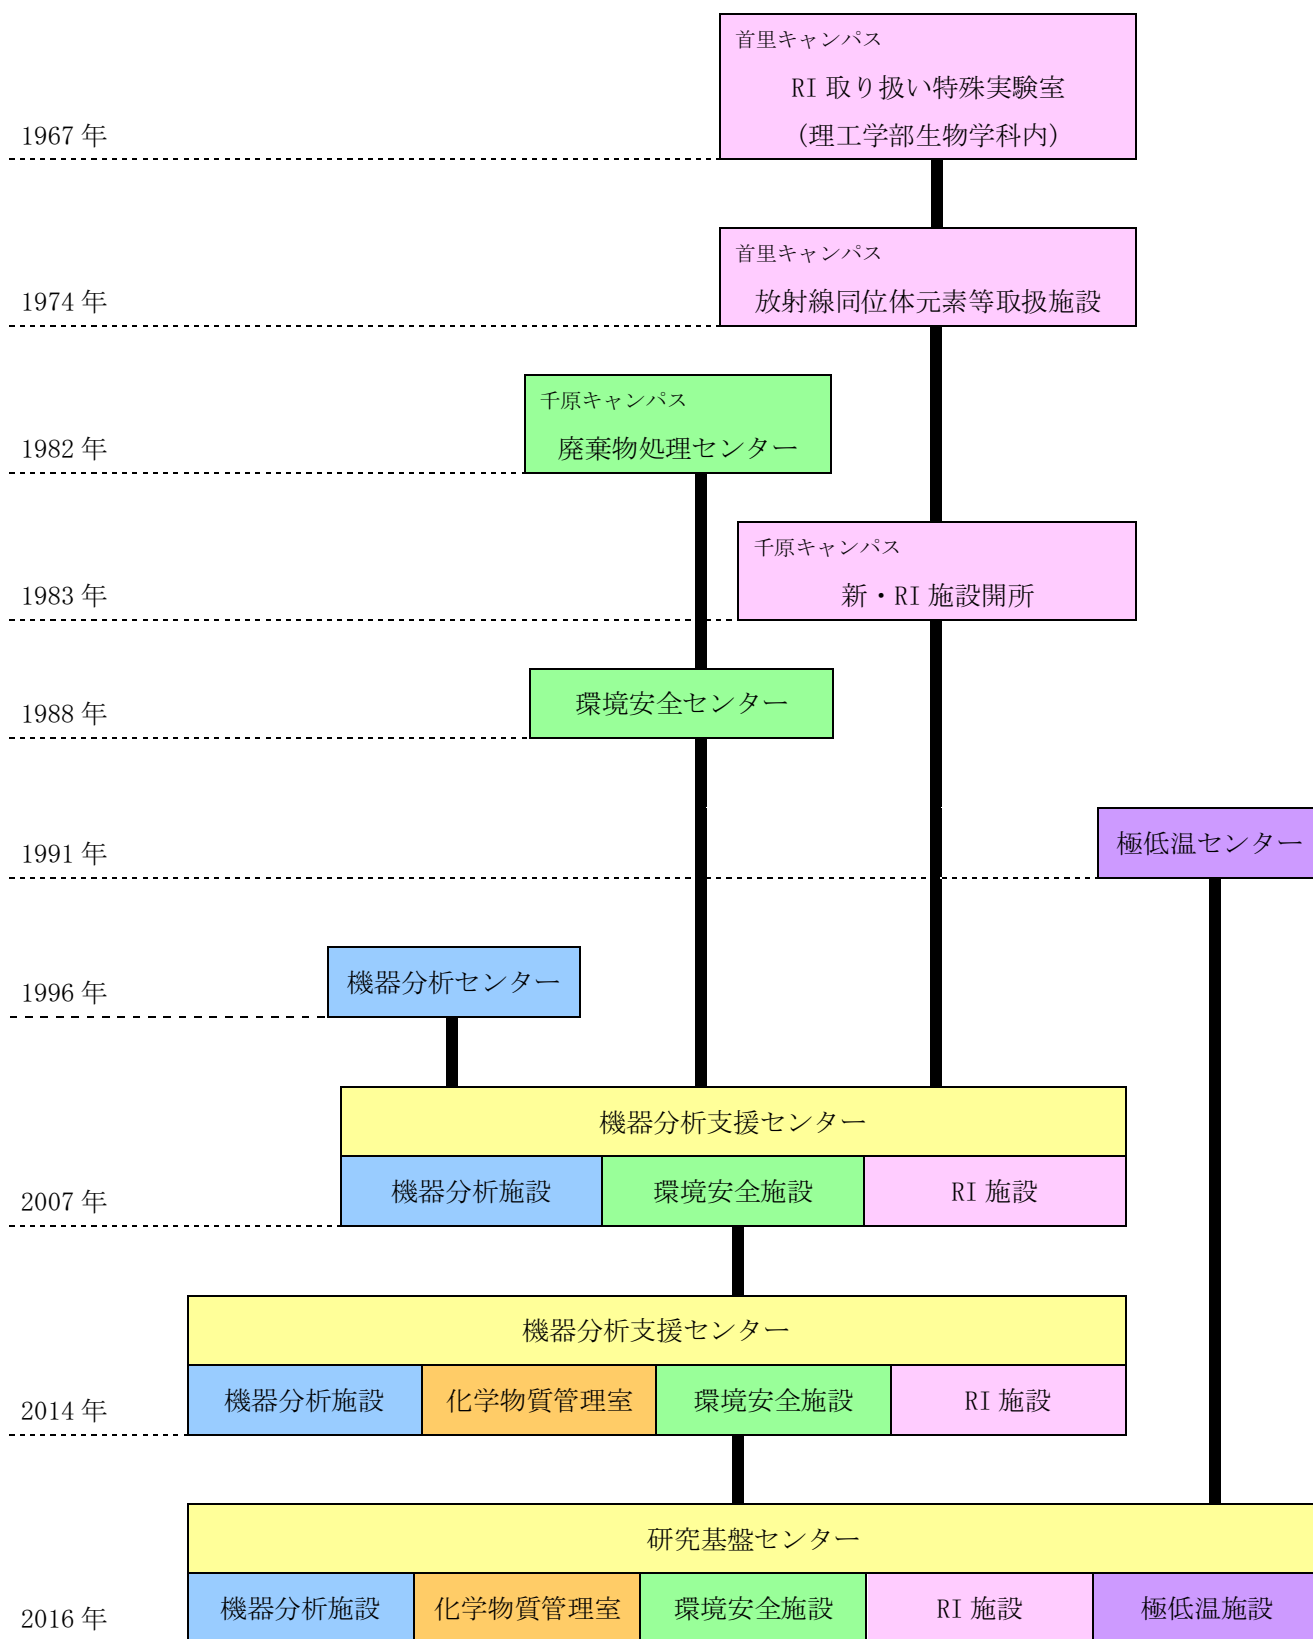 首里キャンパス
RI 取り扱い特殊実験室
(理工学部生物学科内)
1967 年
首里キャンパス
放射線同位体元素等取扱施設
1974 年
千原キャンパス
廃棄物処理センター
1982 年
千原キャンパス
新・RI 施設開所
1983 年
環境安全センター
1988 年
極低温センター
1991 年
機器分析センター
1996 年
機器分析支援センター
機器分析施設 環境安全施設 RI 施設
2007 年
機器分析支援センター
機器分析施設 化学物質管理室 環境安全施設 RI 施設
2014 年
研究基盤センター
機器分析施設 化学物質管理室 環境安全施設 RI 施設 極低温施設
2016 年